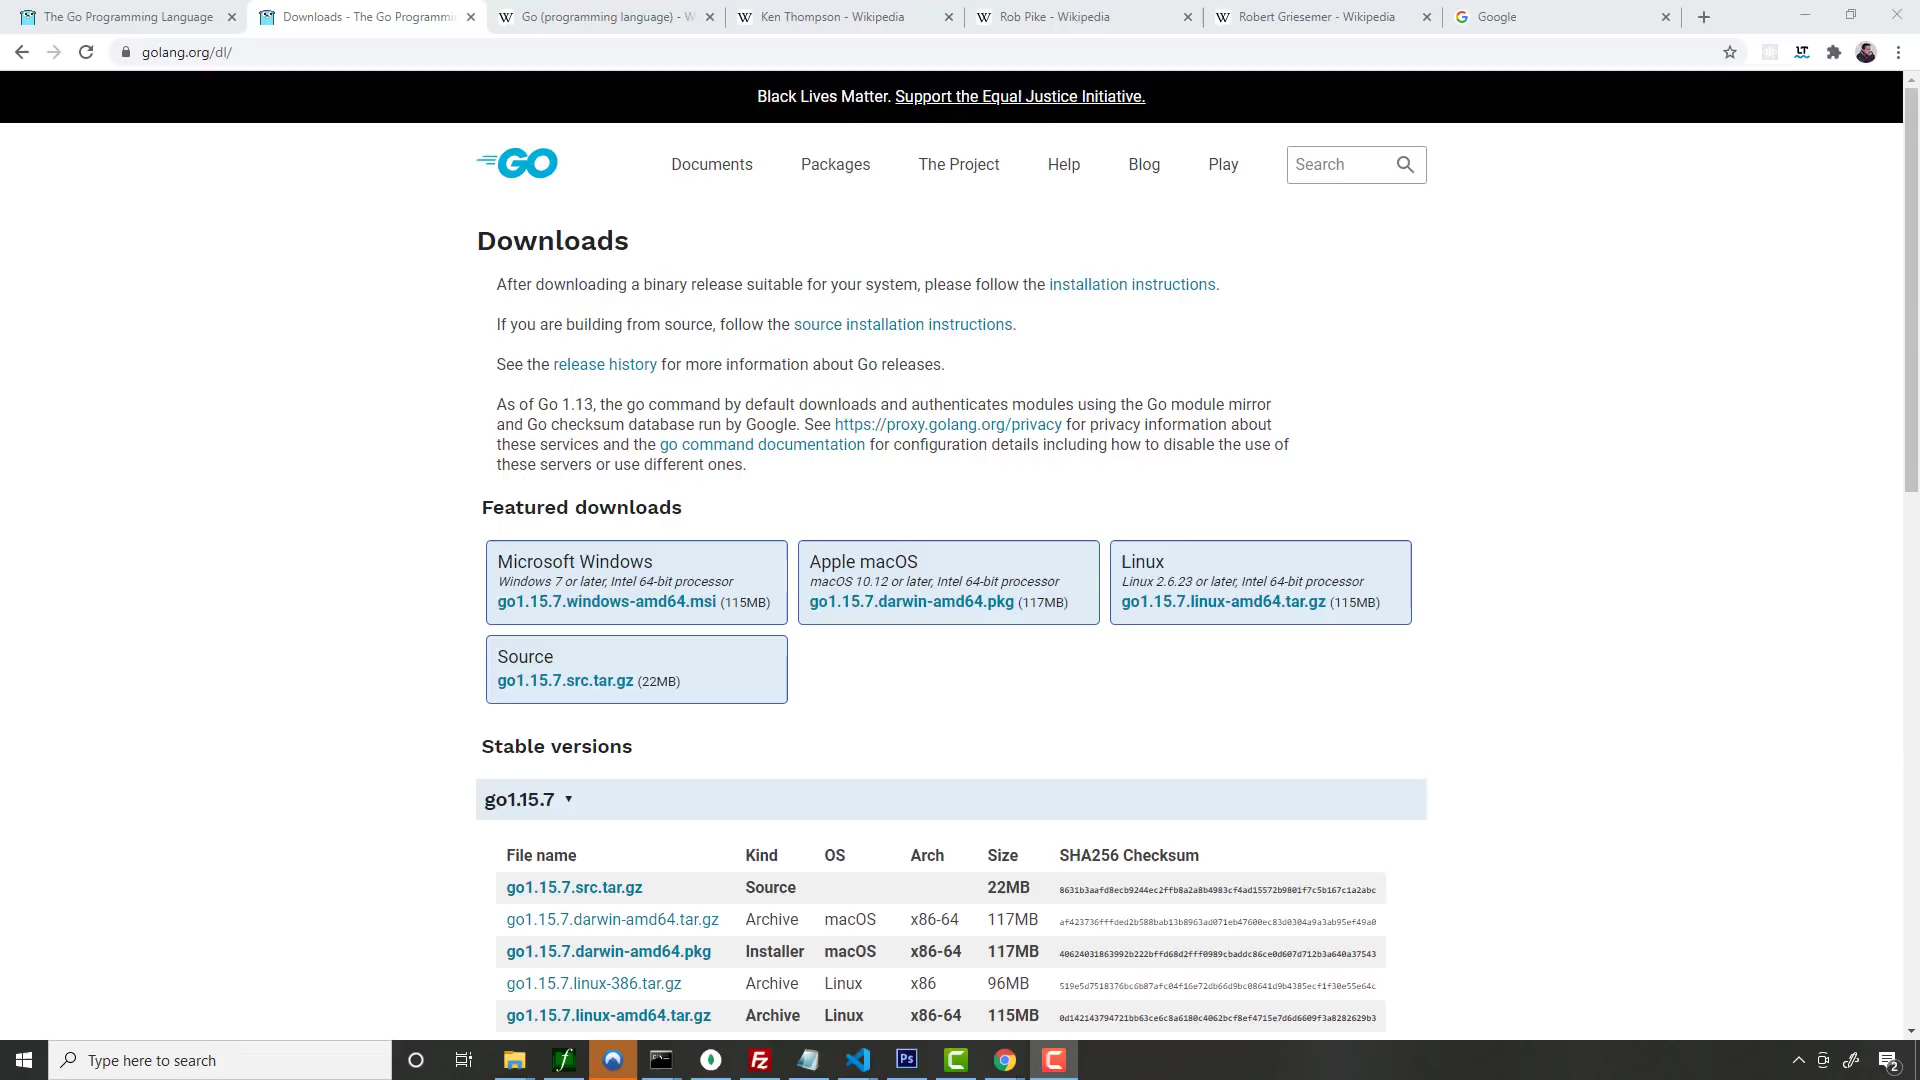 The Go Programming Language
Downloads - The Go Programmi
Go (programming language) - W
Ken Thompson - Wikipedia
Rob Pike - Wikipedia
Robert Griesemer - Wikipedia
Google
golang.org/dl/
Black Lives Matter. Support the Equal Justice Initiative.
GO
Documents
Packages
The Project
Help
Blog
Play
Search
Downloads
After downloading a binary release suitable for your system, please follow the installation instructions.
If you are building from source, follow the source installation instructions.
See the release history for more information about Go releases.
As of Go 1.13, the go command by default downloads and authenticates modules using the Go module mirror
and Go checksum database run by Google. See https://proxy.golang.org/privacy for privacy information about
these services and the go command documentation for configuration details including how to disable the use of
these servers or use different ones.
Featured downloads
Microsoft Windows
Windows 7 or later, Intel 64-bit processor
go1.15.7.windows-amd64.msi (115MB)
Apple macOS
macOS 10.12 or later, Intel 64-bit processor
go1.15.7.darwin-amd64.pkg (117MB)
Linux
Linux 2.6.23 or later, Intel 64-bit processor
go1.15.7.linux-amd64.tar.gz (115MB)
Source
go1.15.7.src.tar.gz (22MB)
Stable versions
go1.15.7 ▾
File name Kind OS Arch Size SHA256 Checksum
go1.15.7.src.tar.gz Source 22MB 8631b3aafd8ecb9244ec2ffb8a2a8b4983cf4ad15572b9801f7c5b167c1a2abc
go1.15.7.darwin-amd64.tar.gz Archive macOS x86-64 117MB
go1.15.7.darwin-amd64.pkg Installer macOS x86-64 117MB
go1.15.7.linux-386.tar.gz Archive Linux x86 96MB
go1.15.7.linux-amd64.tar.gz Archive Linux x86-64 115MB 0d142143794721bb63ce6c8a6180c4062bcf8ef4715e7d6d6609f3a8282629b3
Type here to search
Fz
Ps
2